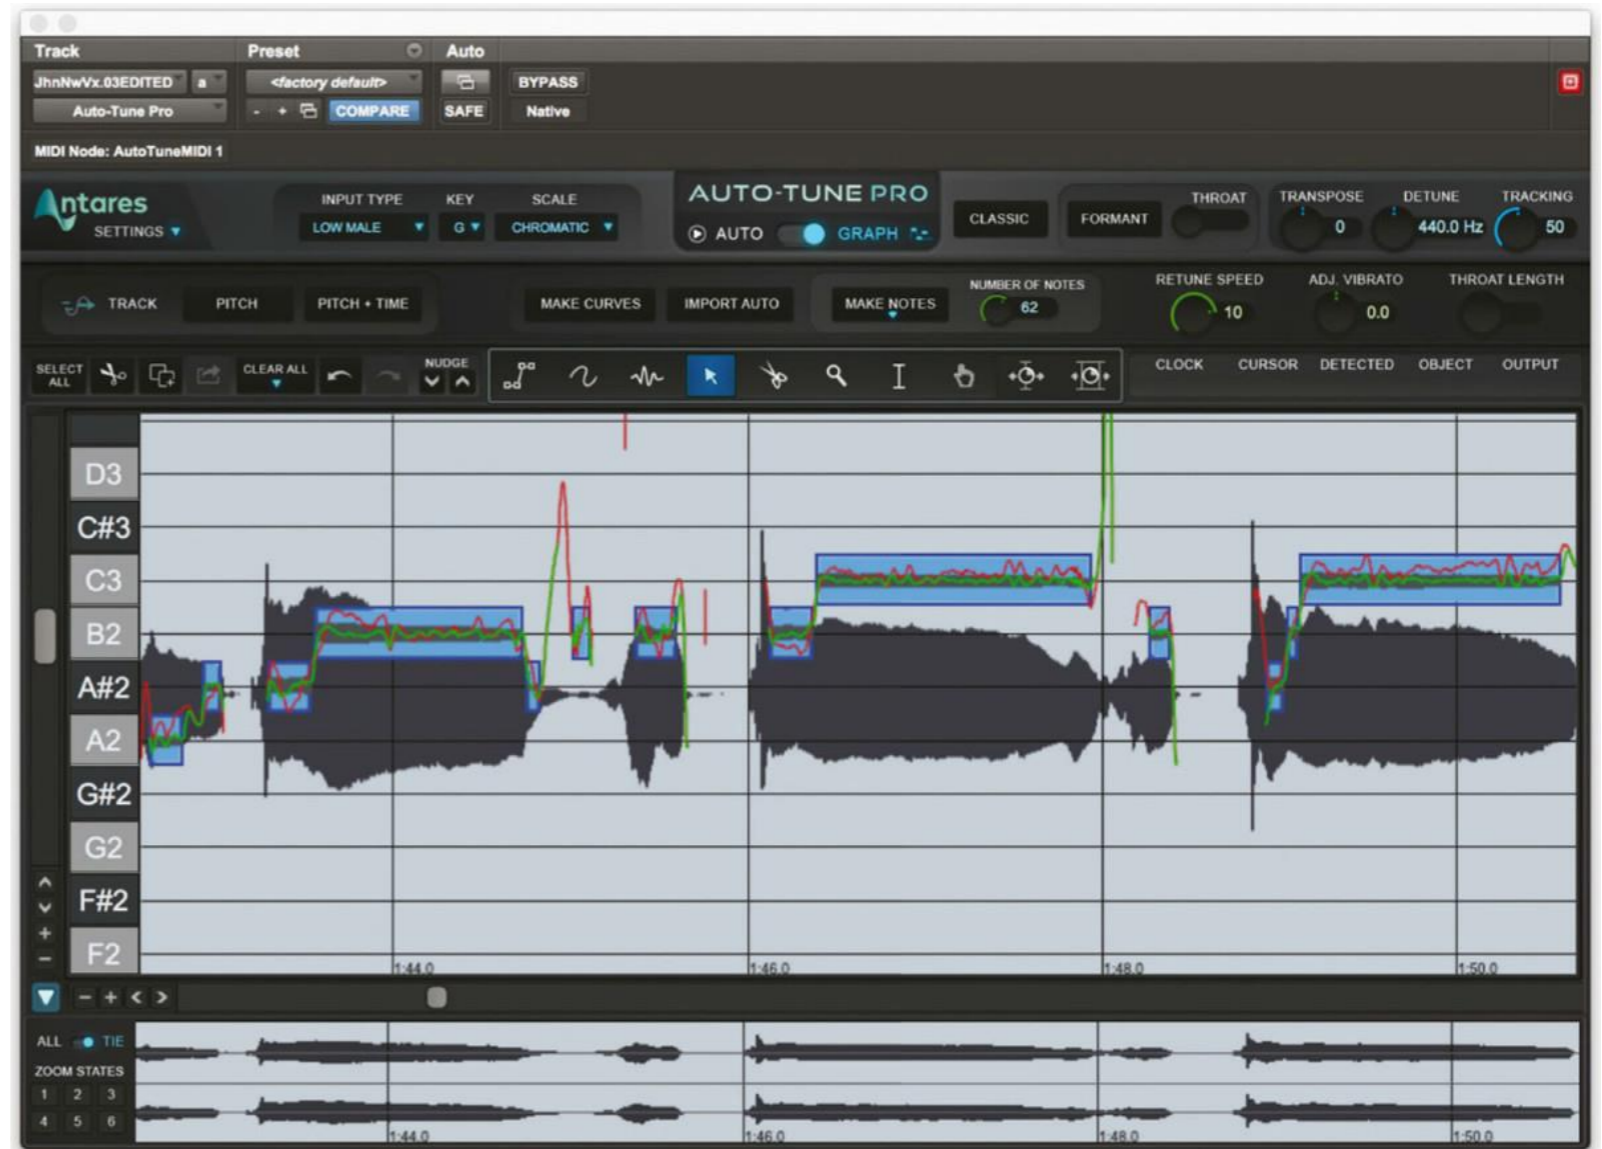 Track Preset Auto
JhnNwVx.03EDITED a <factory default> BYPASS
Auto-Tune Pro - + COMPARE SAFE Native
MIDI Node: AutoTuneMIDI 1
Antares
SETTINGS
INPUT TYPE KEY SCALE
LOW MALE G CHROMATIC
AUTO-TUNE PRO
AUTO GRAPH
CLASSIC FORMANT
THROAT TRANSPOSE DETUNE TRACKING
0 440.0 Hz 50
TRACK PITCH PITCH + TIME MAKE CURVES IMPORT AUTO MAKE NOTES
NUMBER OF NOTES
62
RETUNE SPEED ADJ. VIBRATO THROAT LENGTH
10 0.0
SELECT
ALL
CLEAR ALL
NUDGE
CLOCK CURSOR DETECTED OBJECT OUTPUT
D3
C#3
C3
B2
A#2
A2
G#2
G2
F#2
+
F2
-
1:44.0 1:46.0 1:48.0 1:50.0
- + < >
ALL TIE
ZOOM STATES
1 2 3
4 5 6
1:44.0 1:46.0 1:48.0 1:50.0